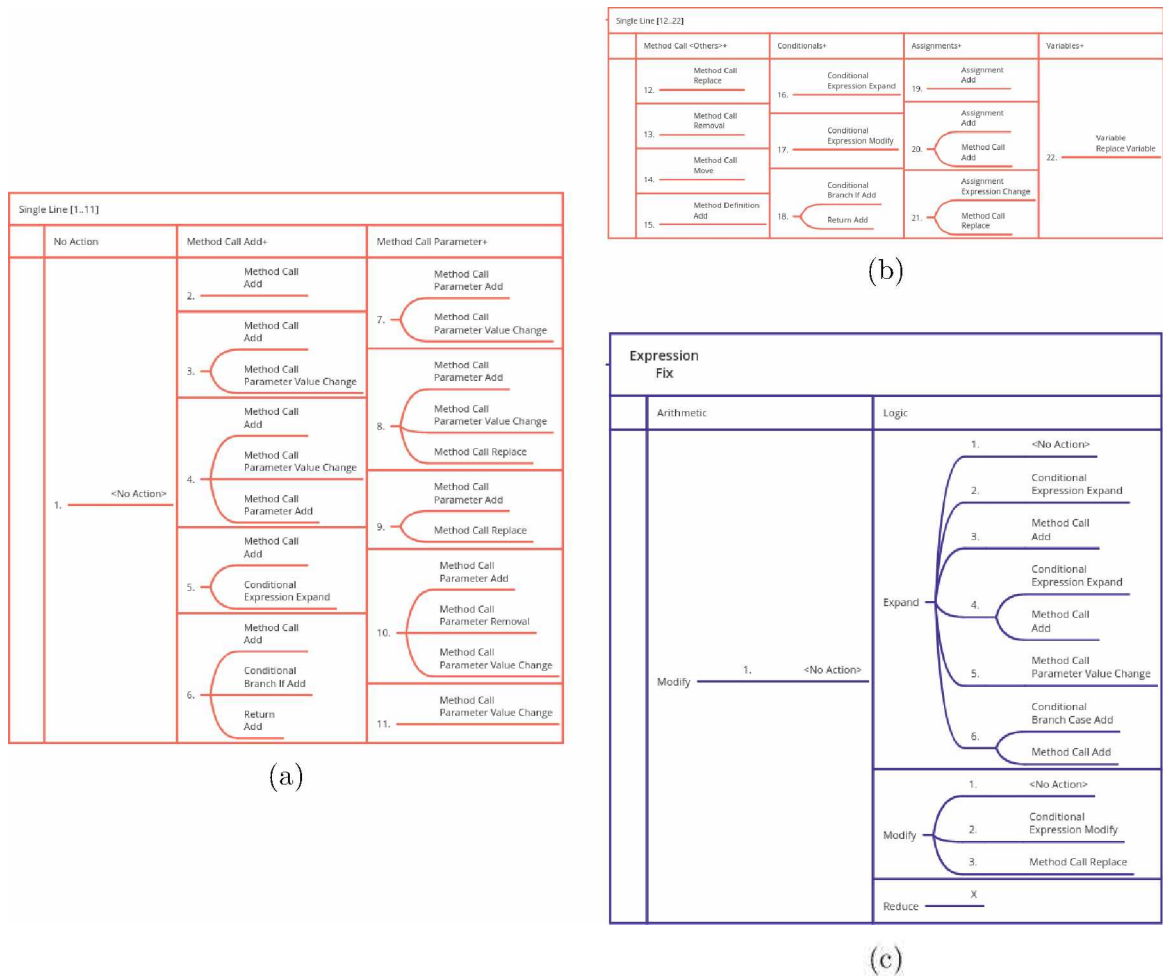 Single Line [1..11]
No Action
Method Call Add+
Method Call Parameter+
1.
<No Action>
2.
Method Call
Add
3.
Method Call
Add
Method Call
Parameter Value Change
4.
Method Call
Add
Method Call
Parameter Value Change
Method Call
Parameter Add
5.
Method Call
Add
Conditional
Expression Expand
6.
Method Call
Add
Conditional
Branch If Add
Return
Add
7.
Method Call
Parameter Add
Method Call
Parameter Value Change
8.
Method Call
Parameter Add
Method Call
Parameter Value Change
Method Call Replace
9.
Method Call
Parameter Add
Method Call Replace
10.
Method Call
Parameter Add
Method Call
Parameter Removal
Method Call
Parameter Value Change
11.
Method Call
Parameter Value Change
(a)
Single Line [12..22]
Method Call <Others>+
Conditionals+
Assignments+
Variables+
12.
Method Call
Replace
13.
Method Call
Removal
14.
Method Call
Move
15.
Method Definition
Add
16.
Conditional
Expression Expand
17.
Conditional
Expression Modify
18.
Conditional
Branch If Add
Return Add
19.
Assignment
Add
20.
Assignment
Add
Method Call
Add
21.
Assignment
Expression Change
Method Call
Replace
22.
Variable
Replace Variable
(b)
Expression
Fix
Arithmetic
Logic
Modify
1.
<No Action>
Expand
1.
<No Action>
2.
Conditional
Expression Expand
3.
Method Call
Add
4.
Conditional
Expression Expand
Method Call
Add
5.
Method Call
Parameter Value Change
6.
Conditional
Branch Case Add
Method Call Add
Modify
1.
<No Action>
2.
Conditional
Expression Modify
3.
Method Call Replace
Reduce
X
(c)